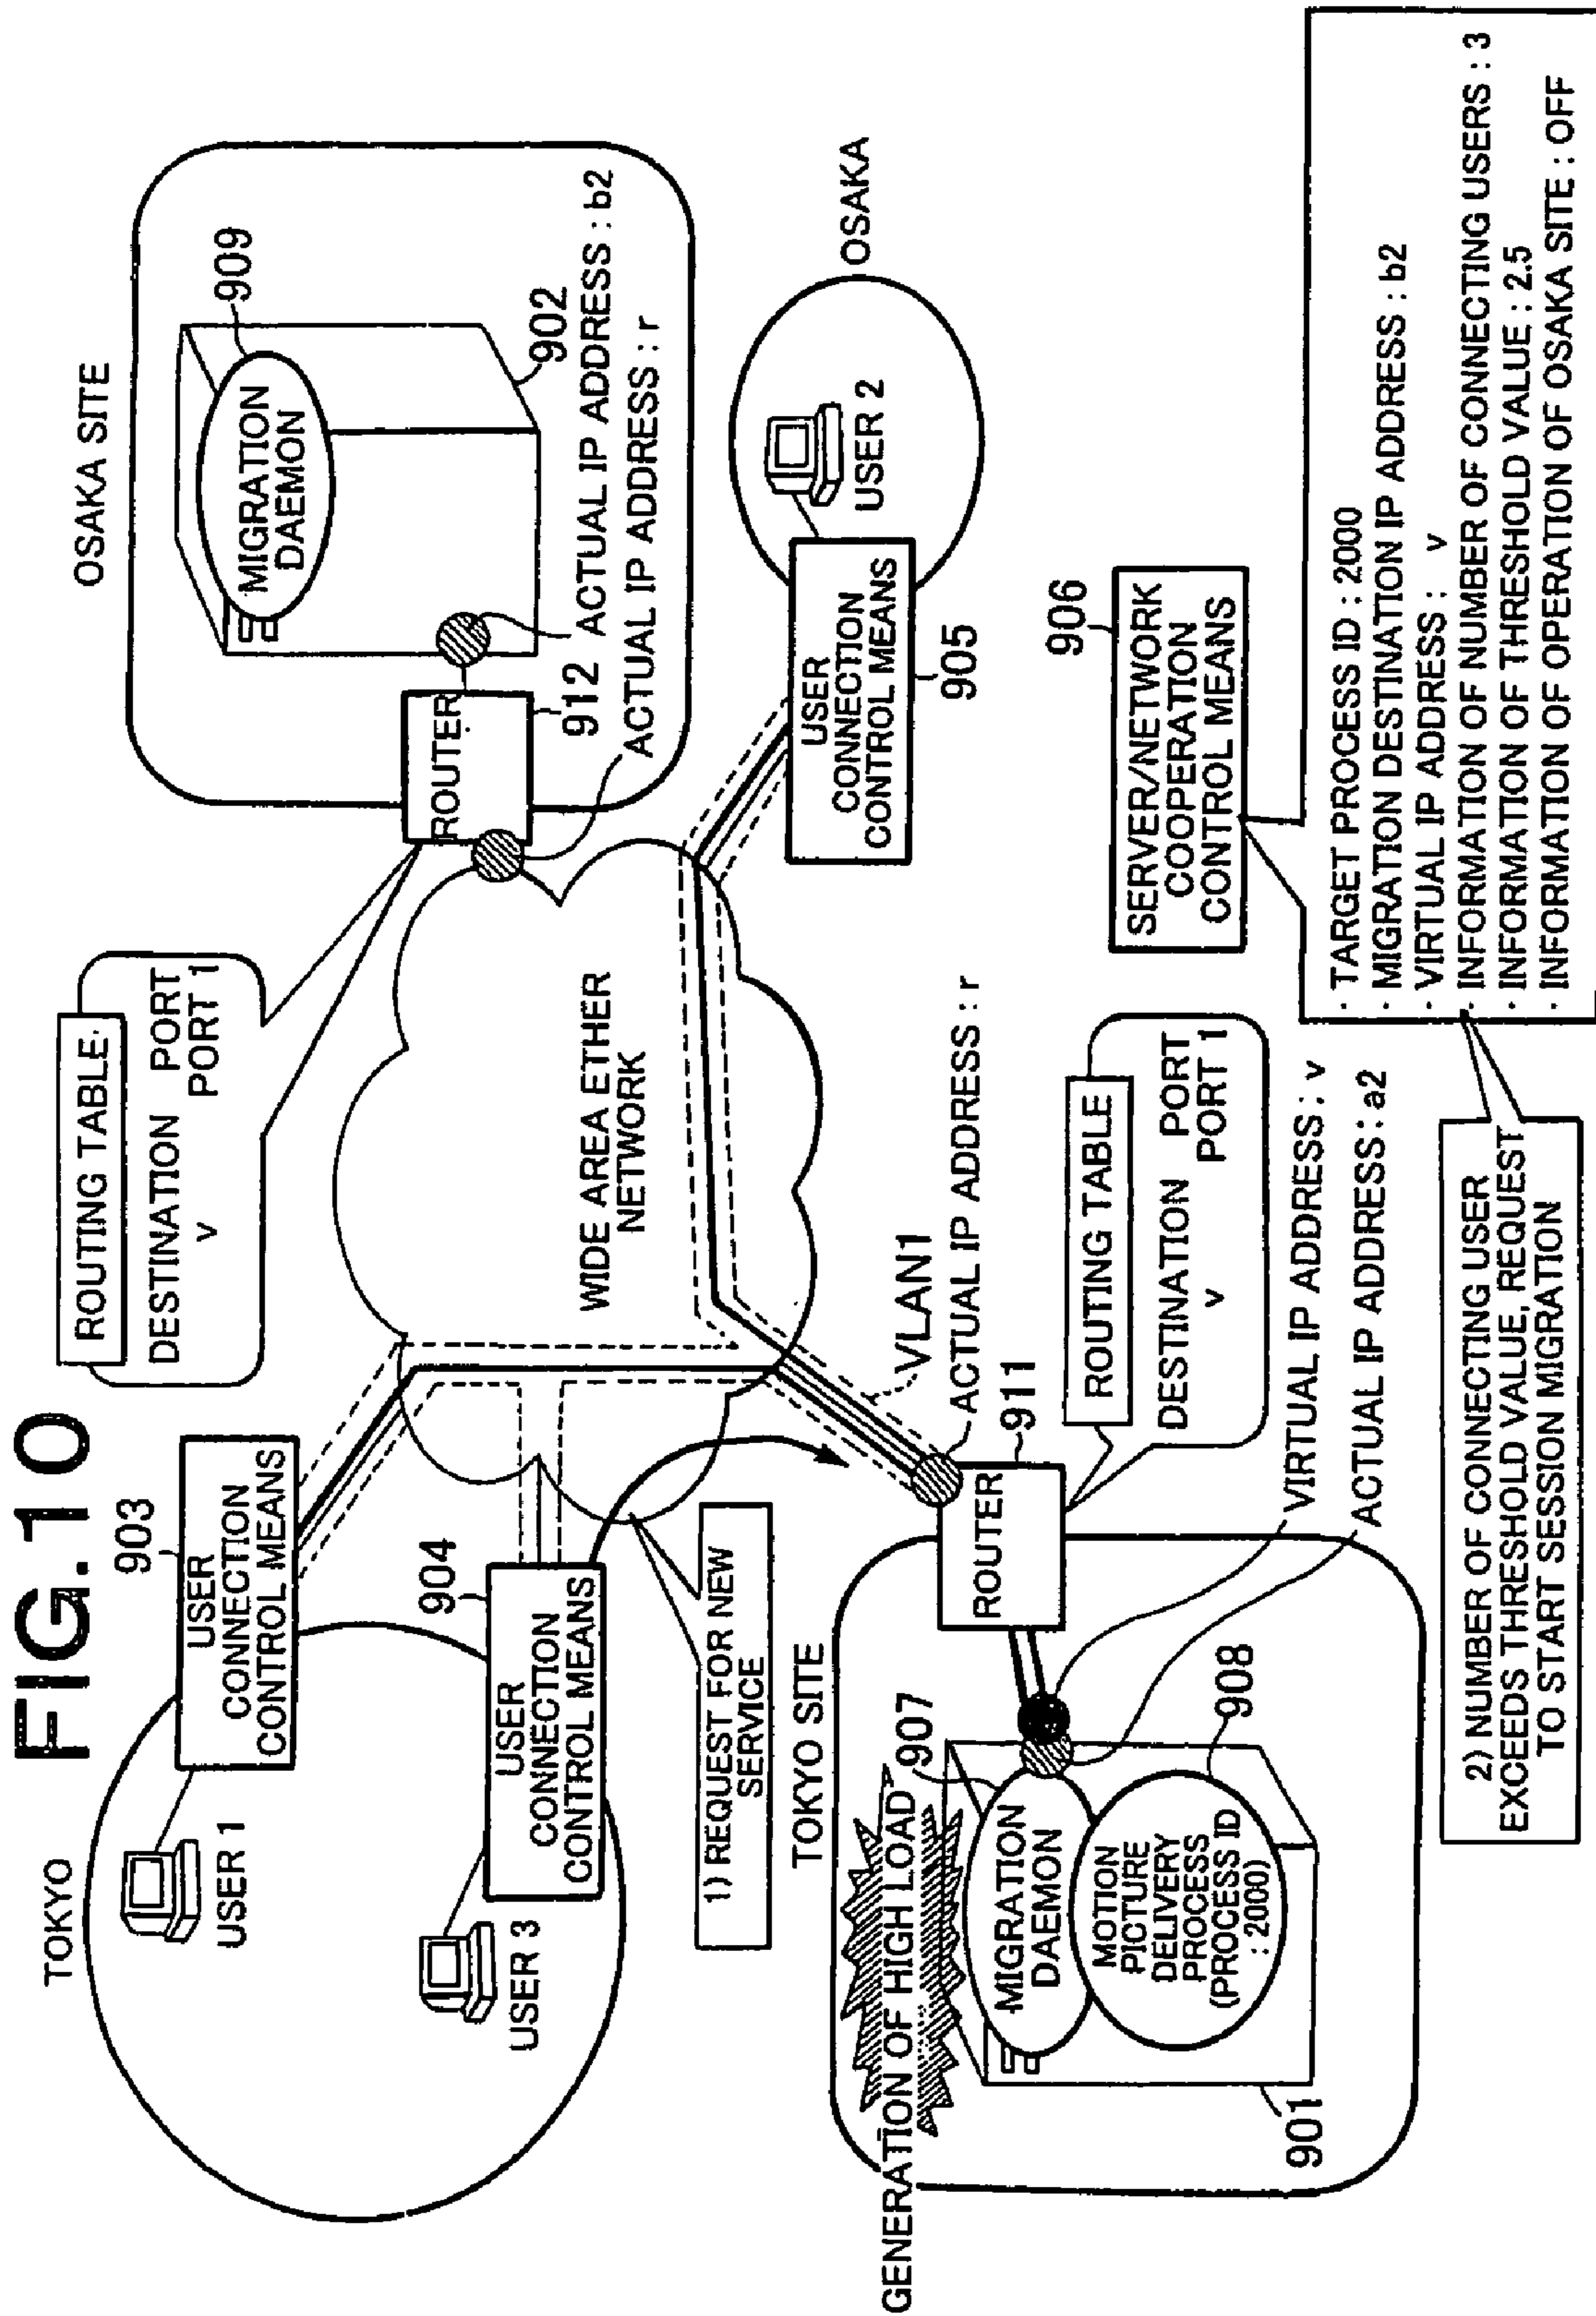 FIG.10
TOKYO
USER 1
USER 3
903
USER
CONNECTION
CONTROL MEANS
904
USER
CONNECTION
CONTROL MEANS
1) REQUEST FOR NEW
SERVICE
ROUTING TABLE
DESTINATION PORT
v PORT 1
WIDE AREA ETHER
NETWORK
OSAKA SITE
MIGRATION
DAEMON
909
902
ROUTER
912
ACTUAL IP ADDRESS : b2
ACTUAL IP ADDRESS : r
OSAKA
USER 2
USER
CONNECTION
CONTROL MEANS
905
TOKYO SITE
GENERATION OF HIGH LOAD
907
MIGRATION
DAEMON
MOTION
PICTURE
DELIVERY
PROCESS
(PROCESS ID
: 2000)
908
901
ROUTER
911
VLAN1
ACTUAL IP ADDRESS : r
ROUTING TABLE
DESTINATION PORT
v PORT 1
VIRTUAL IP ADDRESS: v
ACTUAL IP ADDRESS: a2
906
SERVER/NETWORK
COOPERATION
CONTROL MEANS
· TARGET PROCESS ID : 2000
· MIGRATION DESTINATION IP ADDRESS : b2
· VIRTUAL IP ADDRESS : v
· INFORMATION OF NUMBER OF CONNECTING USERS : 3
· INFORMATION OF THRESHOLD VALUE : 2.5
· INFORMATION OF OPERATION OF OSAKA SITE : OFF
2) NUMBER OF CONNECTING USER
EXCEEDS THRESHOLD VALUE, REQUEST
TO START SESSION MIGRATION